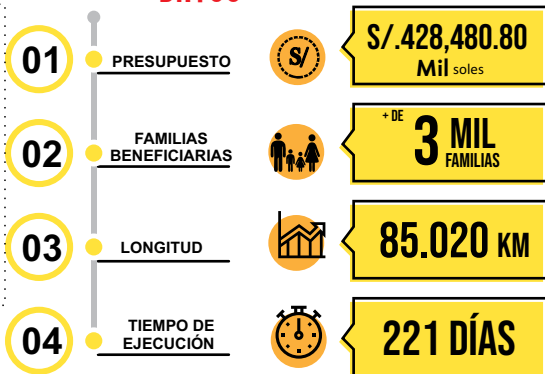 DATOS
01
PRESUPUESTO
S/
S/.428,480.80
Mil soles
02
FAMILIAS
BENEFICIARIAS
+ DE
3 MIL
FAMILIAS
03
LONGITUD
85.020 KM
04
TIEMPO DE
EJECUCIÓN
221 DÍAS